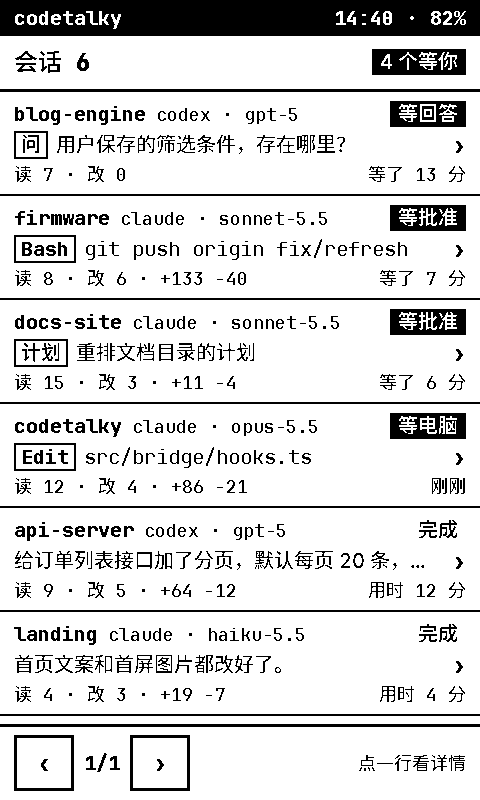 codetalky 14:40 · 82%
会话 6 4 个等你
blog-engine codex · gpt-5 等回答
问 用户保存的筛选条件，存在哪里？ ›
读 7 · 改 0 等了 13 分
firmware claude · sonnet-5.5 等批准
Bash git push origin fix/refresh ›
读 8 · 改 6 · +133 -40 等了 7 分
docs-site claude · sonnet-5.5 等批准
计划 重排文档目录的计划 ›
读 15 · 改 3 · +11 -4 等了 6 分
codetalky claude · opus-5.5 等电脑
Edit src/bridge/hooks.ts ›
读 12 · 改 4 · +86 -21 刚刚
api-server codex · gpt-5 完成
给订单列表接口加了分页，默认每页 20 条，… ›
读 9 · 改 5 · +64 -12 用时 12 分
landing claude · haiku-5.5 完成
首页文案和首屏图片都改好了。 ›
读 4 · 改 3 · +19 -7 用时 4 分
‹ 1/1 › 点一行看详情